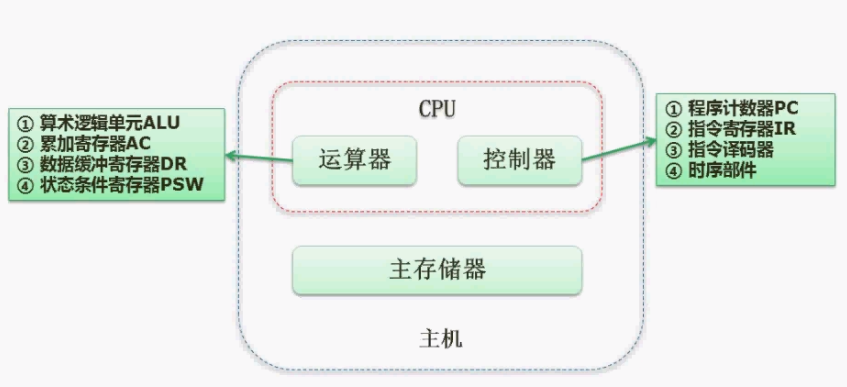 CPU
① 算术逻辑单元ALU
② 累加寄存器AC
③ 数据缓冲寄存器DR
④ 状态条件寄存器PSW
运算器
控制器
① 程序计数器PC
② 指令寄存器IR
③ 指令译码器
④ 时序部件
主存储器
主机